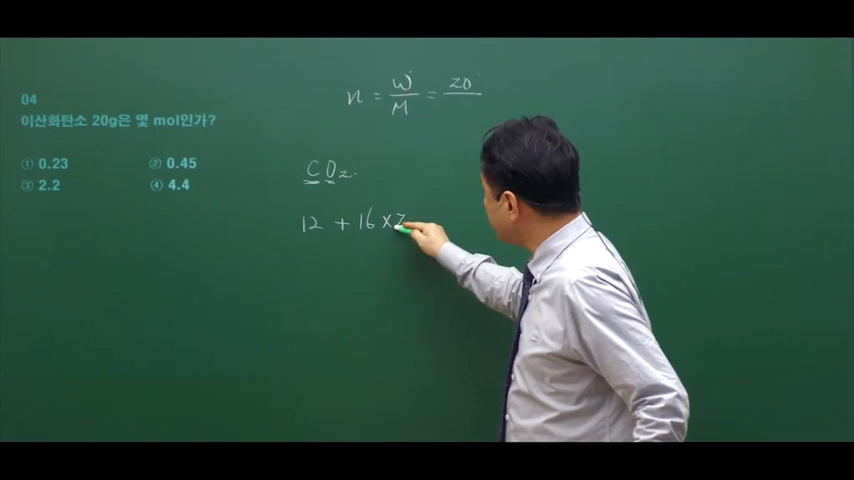 04
이산화탄소 20g은 몇 mol인가?
① 0.23 ② 0.45
③ 2.2 ④ 4.4
n = W/M = 20/
CO₂.
12 + 16 × 2